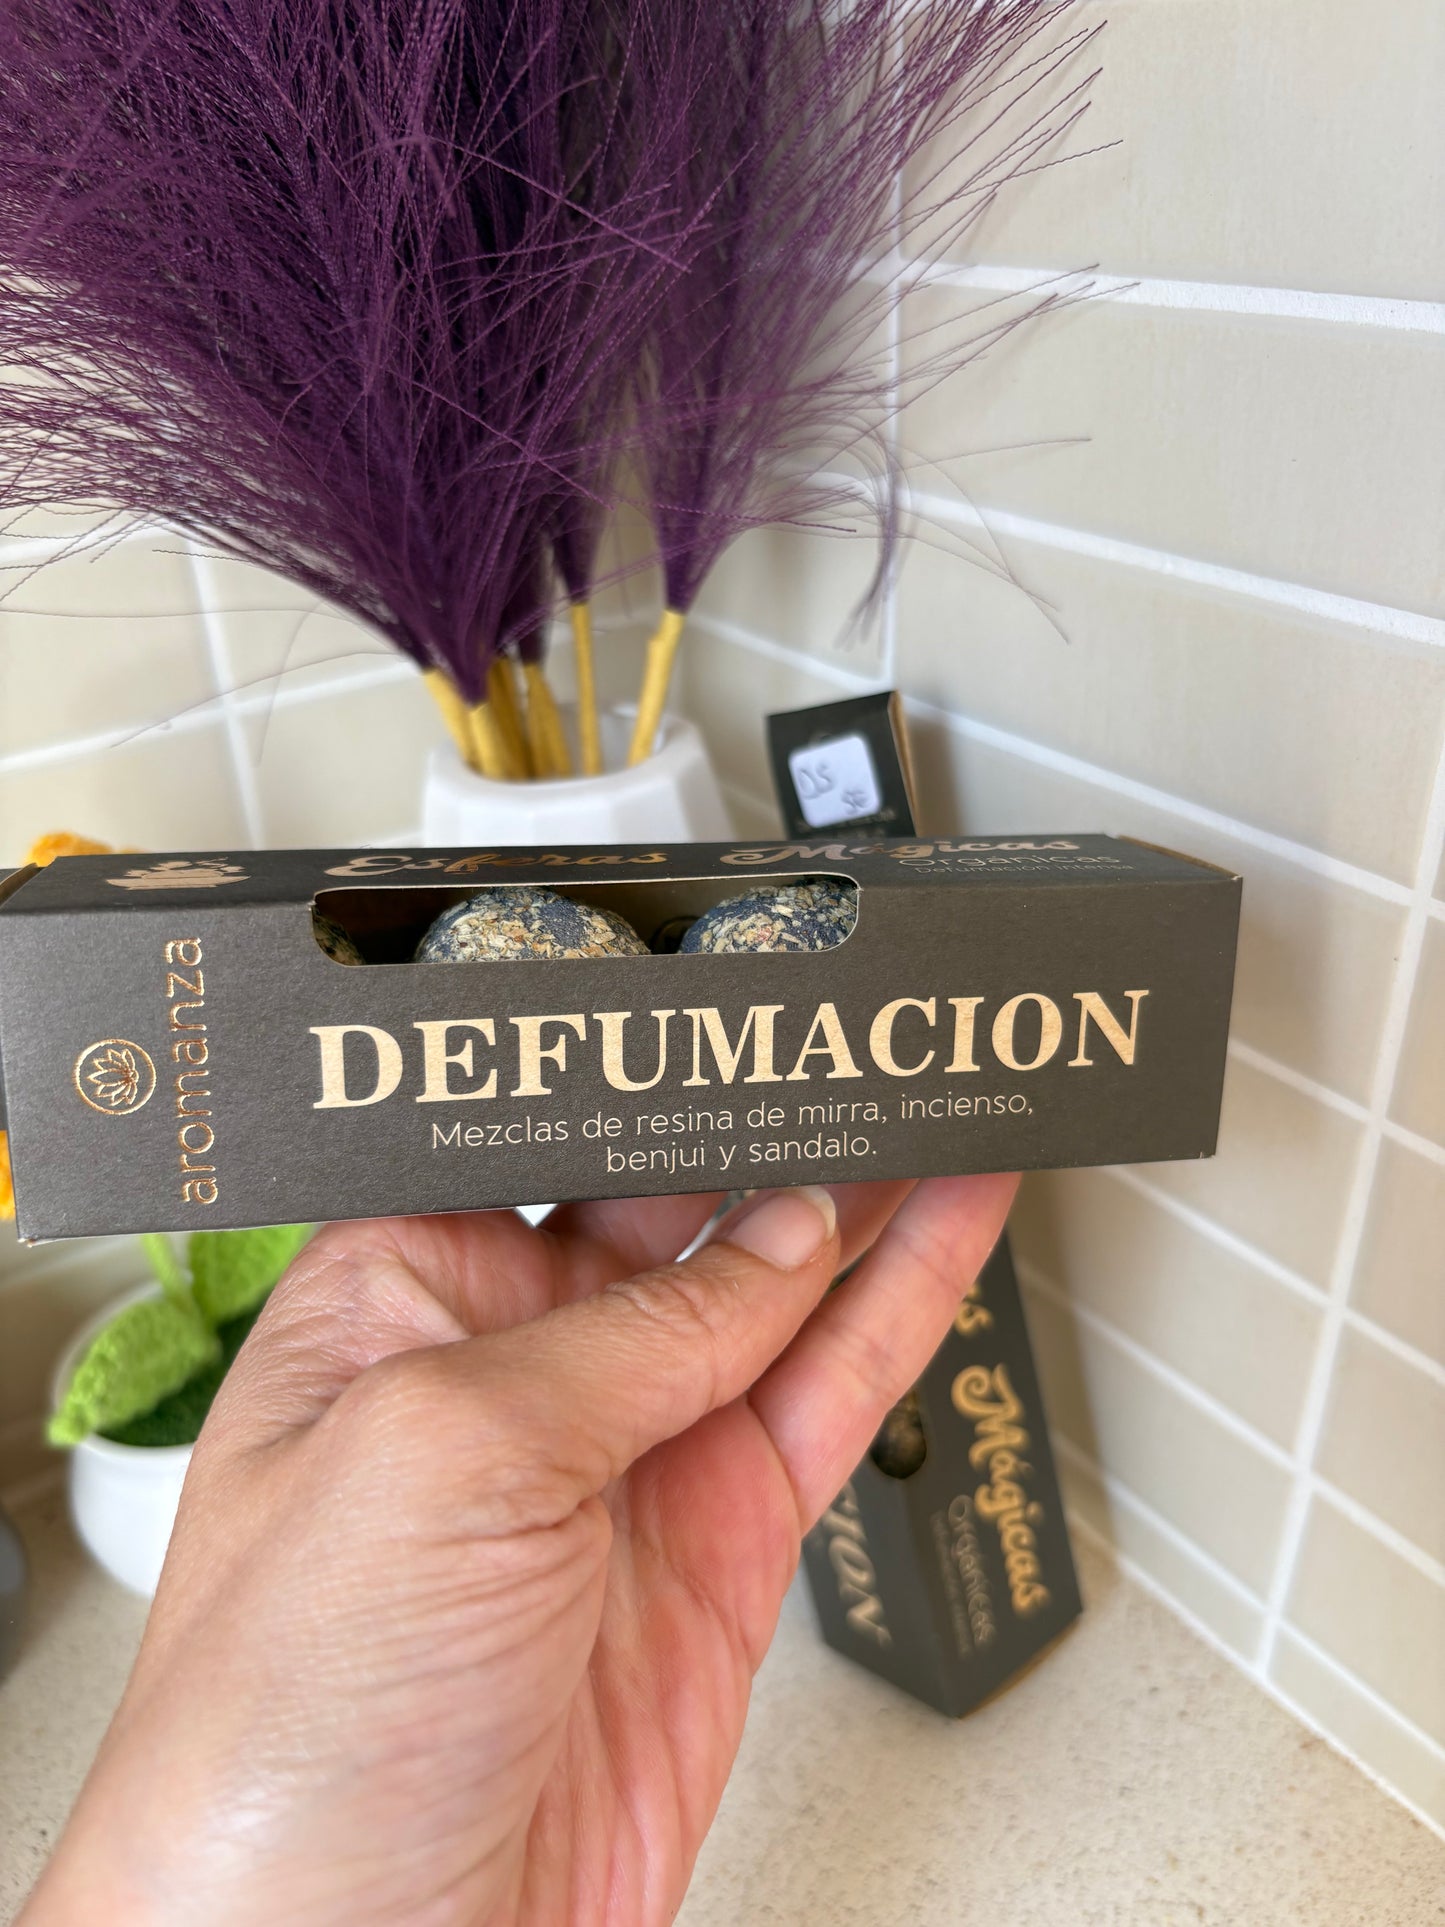 Esferas Mágicas
Orgánicas
Defumación intensa
aromanza
DEFUMACION
Mezclas de resina de mirra, incienso,
benjui y sandalo.
Mágicas
Orgánicas